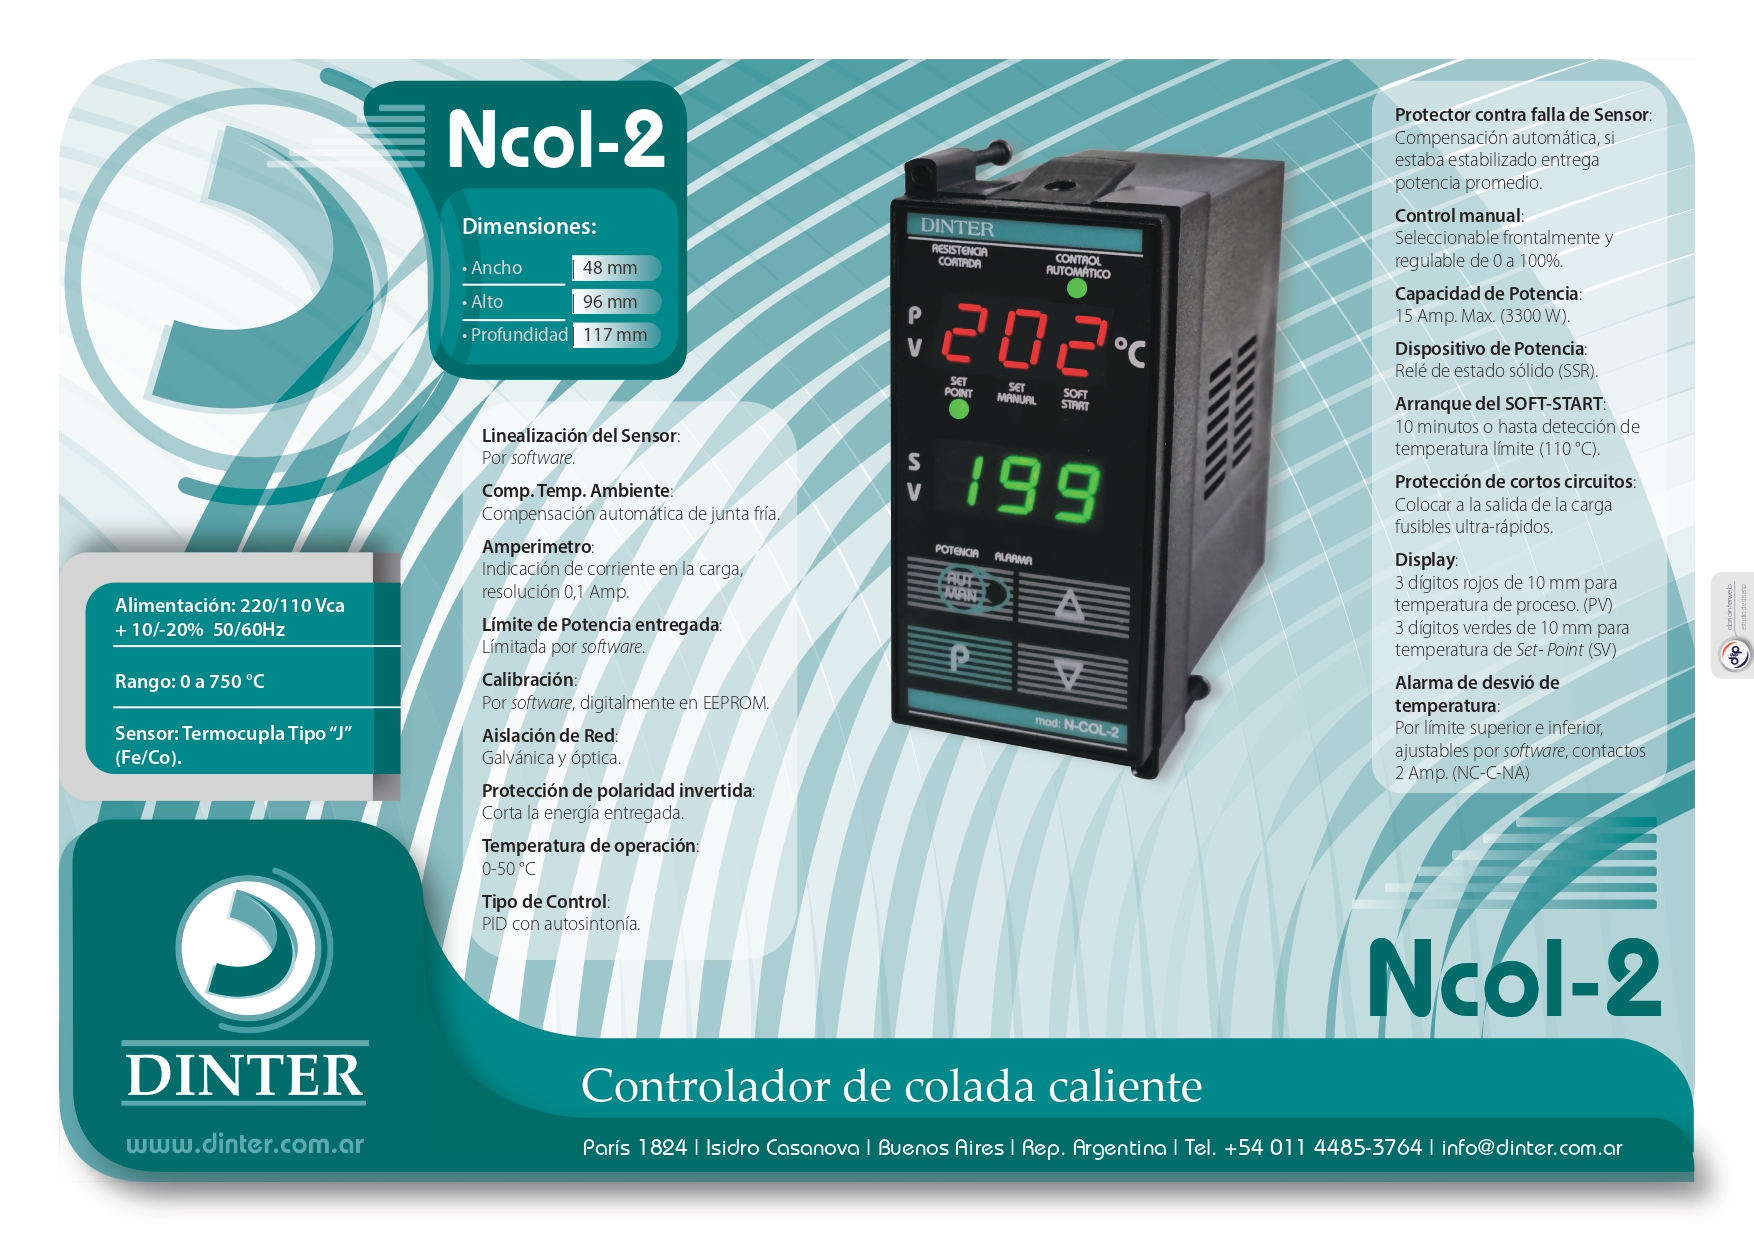 Ncol-2
Dimensiones:
• Ancho 48 mm
• Alto 96 mm
• Profundidad 117 mm
Linealización del Sensor:
Por software.
Comp. Temp. Ambiente:
Compensación automática de junta fría.
Amperimetro:
Indicación de corriente en la carga,
resolución 0,1 Amp.
Límite de Potencia entregada:
Límitada por software.
Calibración:
Por software, digitalmente en EEPROM.
Aislación de Red:
Galvánica y óptica.
Protección de polaridad invertida:
Corta la energía entregada.
Temperatura de operación:
0-50 °C
Tipo de Control:
PID con autosintonía.
Alimentación: 220/110 Vca
+ 10/-20% 50/60Hz
Rango: 0 a 750 °C
Sensor: Termocupla Tipo “J”
(Fe/Co).
DINTER
RESISTENCIA
CORTADA
CONTROL
AUTOMÁTICO
P
V
202 °C
SET
POINT
SET
MANUAL
SOFT
START
S
V
199
POTENCIA ALARMA
AUT
MAN
P
mod: N-COL-2
Protector contra falla de Sensor:
Compensación automática, si
estaba estabilizado entrega
potencia promedio.
Control manual:
Seleccionable frontalmente y
regulable de 0 a 100%.
Capacidad de Potencia:
15 Amp. Max. (3300 W).
Dispositivo de Potencia:
Relé de estado sólido (SSR).
Arranque del SOFT-START:
10 minutos o hasta detección de
temperatura límite (110 °C).
Protección de cortos circuitos:
Colocar a la salida de la carga
fusibles ultra-rápidos.
Display:
3 dígitos rojos de 10 mm para
temperatura de proceso. (PV)
3 dígitos verdes de 10 mm para
temperatura de Set- Point (SV)
Alarma de desvió de
temperatura:
Por límite superior e inferior,
ajustables por software, contactos
2 Amp. (NC-C-NA)
Ncol-2
DINTER
www.dinter.com.ar
Controlador de colada caliente
París 1824 | Isidro Casanova | Buenos Aires | Rep. Argentina | Tel. +54 011 4485-3764 | info@dinter.com.ar